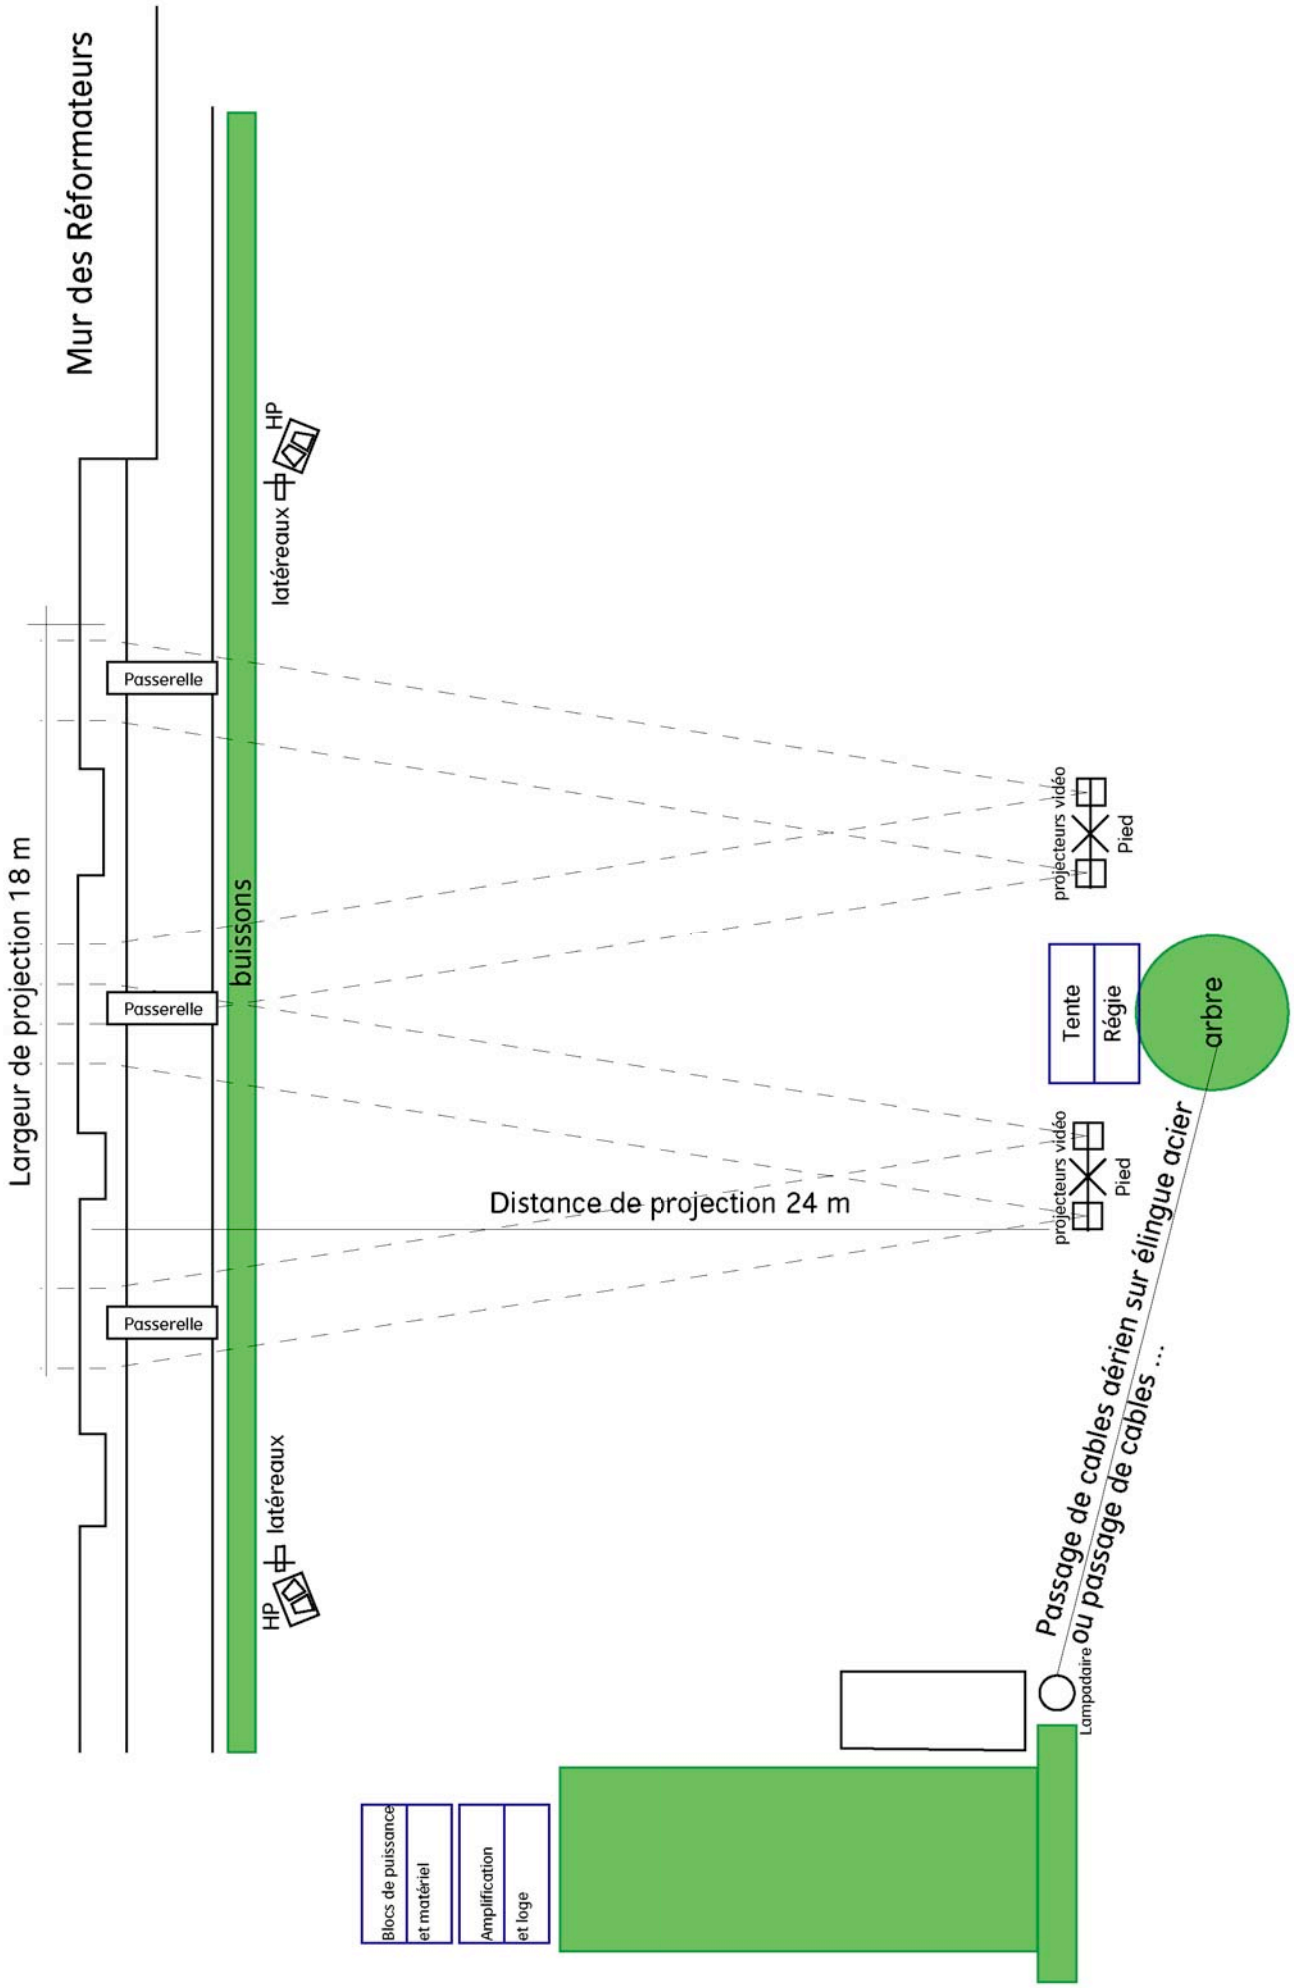 Mur des Réformateurs
Largeur de projection 18 m
Passerelle
Passerelle
Passerelle
buissons
HP
latéreaux
HP
latéreaux
Distance de projection 24 m
projecteurs vidéo
Pied
projecteurs vidéo
Pied
Tente
Régie
arbre
Passage de cables aérien sur élingue acier
ou passage de cables ...
Lampadaire
Blocs de puissance
et matériel
Amplification
et loge